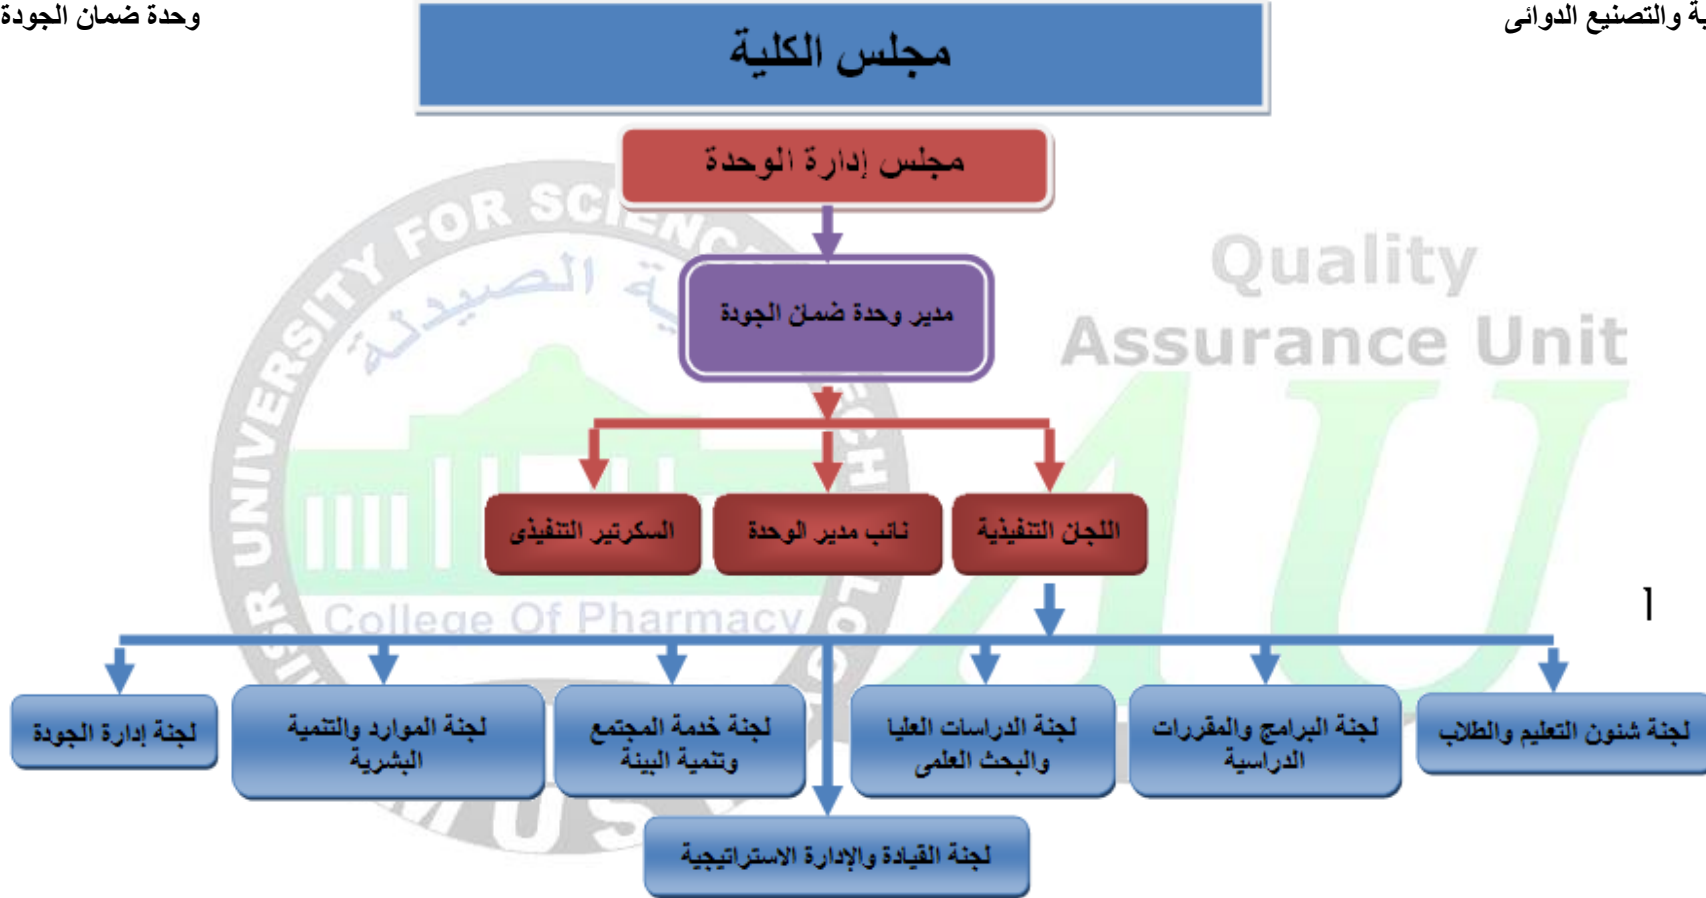 ية والتصنيع الدوائى
وحدة ضمان الجودة
مجلس الكلية
مجلس إدارة الوحدة
مدير وحدة ضمان الجودة
اللجان التنفيذية
نائب مدير الوحدة
السكرتير التنفيذى
لجنة شئون التعليم والطلاب
لجنة البرامج والمقررات
الدراسية
لجنة الدراسات العليا
والبحث العلمى
لجنة خدمة المجتمع
وتنمية البيئة
لجنة الموارد والتنمية
البشرية
لجنة إدارة الجودة
لجنة القيادة والإدارة الاستراتيجية
Quality
Assurance Unit
AU
UNIVERSITY FOR SCIENC
College Of Pharmacy
MUST